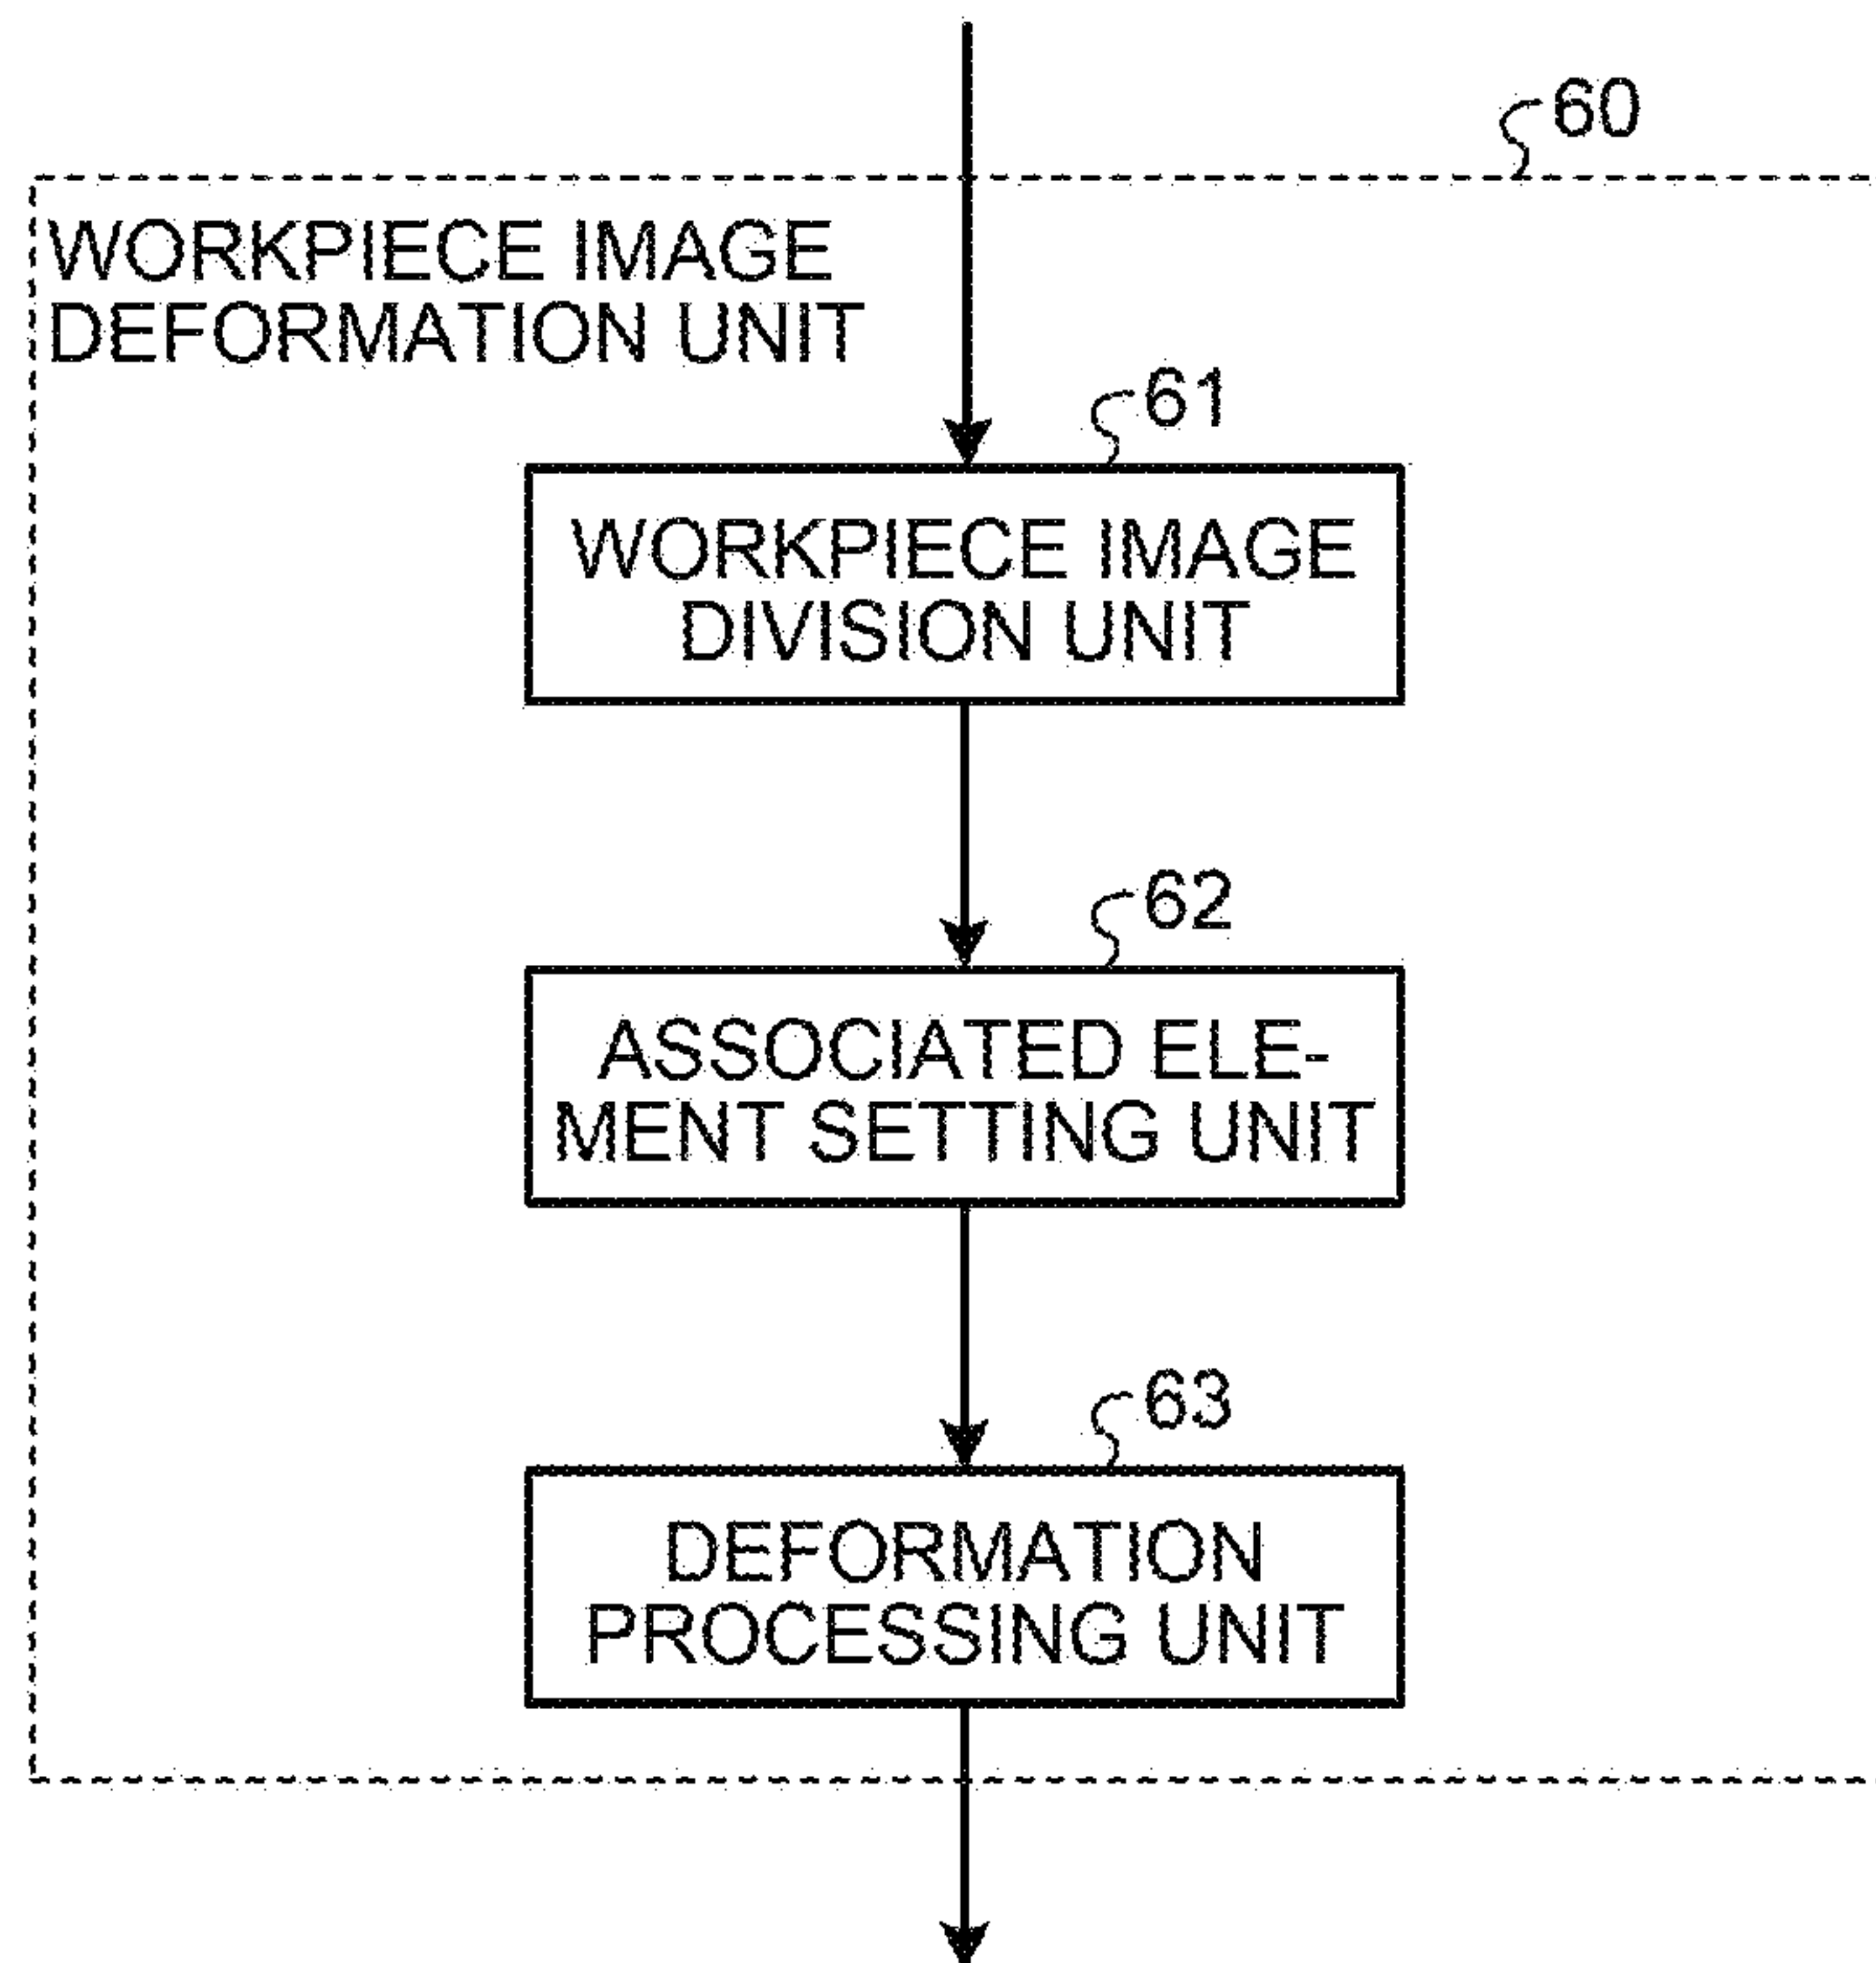 60
WORKPIECE IMAGE
DEFORMATION UNIT
61
WORKPIECE IMAGE
DIVISION UNIT
62
ASSOCIATED ELE-
MENT SETTING UNIT
63
DEFORMATION
PROCESSING UNIT